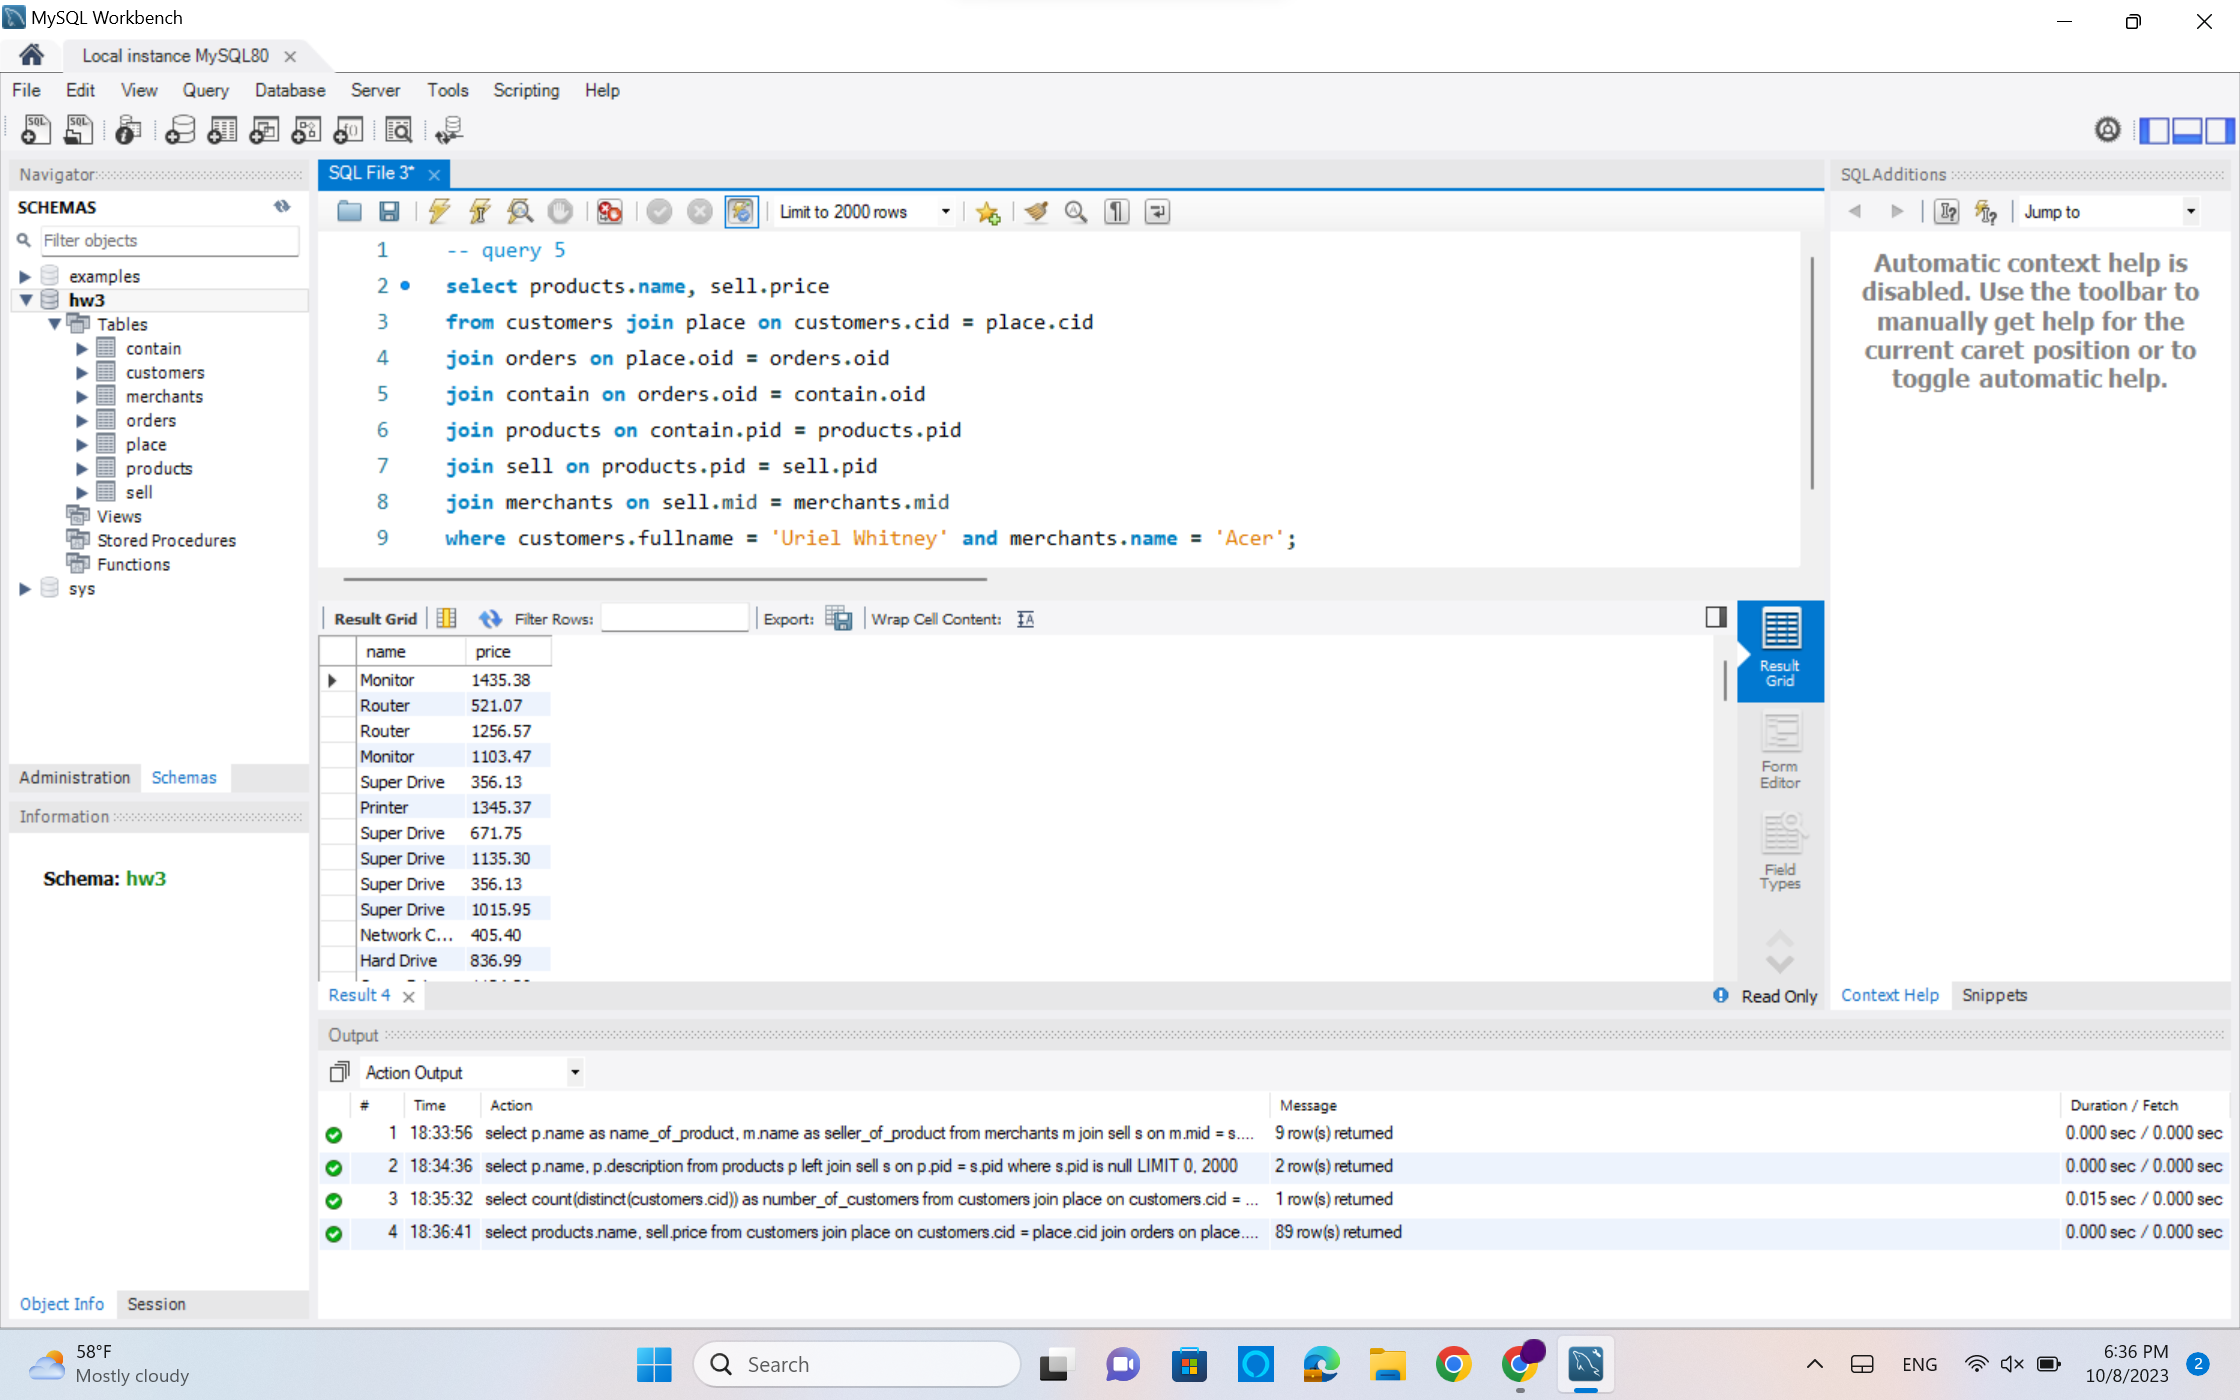 MySQL Workbench
Local instance MySQL80
File Edit View Query Database Server Tools Scripting Help
Navigator
SCHEMAS
Filter objects
examples
hw3
Tables
contain
customers
merchants
orders
place
products
sell
Views
Stored Procedures
Functions
sys
Administration Schemas
Information
Schema: hw3
Object Info Session
SQL File 3*
Limit to 2000 rows
1 -- query 5
2 select products.name, sell.price
3 from customers join place on customers.cid = place.cid
4 join orders on place.oid = orders.oid
5 join contain on orders.oid = contain.oid
6 join products on contain.pid = products.pid
7 join sell on products.pid = sell.pid
8 join merchants on sell.mid = merchants.mid
9 where customers.fullname = 'Uriel Whitney' and merchants.name = 'Acer';
Result Grid Filter Rows: Export: Wrap Cell Content:
name price
Monitor 1435.38
Router 521.07
Router 1256.57
Monitor 1103.47
Super Drive 356.13
Printer 1345.37
Super Drive 671.75
Super Drive 1135.30
Super Drive 356.13
Super Drive 1015.95
Network C... 405.40
Hard Drive 836.99
Result
Grid
Form
Editor
Field
Types
Result 4
Read Only
SQLAdditions
Jump to
Automatic context help is
disabled. Use the toolbar to
manually get help for the
current caret position or to
toggle automatic help.
Context Help Snippets
Output
Action Output
# Time Action Message Duration / Fetch
1 18:33:56 select p.name as name_of_product, m.name as seller_of_product from merchants m join sell s on m.mid = s.... 9 row(s) returned 0.000 sec / 0.000 sec
2 18:34:36 select p.name, p.description from products p left join sell s on p.pid = s.pid where s.pid is null LIMIT 0, 2000 2 row(s) returned 0.000 sec / 0.000 sec
3 18:35:32 select count(distinct(customers.cid)) as number_of_customers from customers join place on customers.cid = ... 1 row(s) returned 0.015 sec / 0.000 sec
4 18:36:41 select products.name, sell.price from customers join place on customers.cid = place.cid join orders on place.... 89 row(s) returned 0.000 sec / 0.000 sec
58°F
Mostly cloudy
Search
ENG
6:36 PM
10/8/2023
2